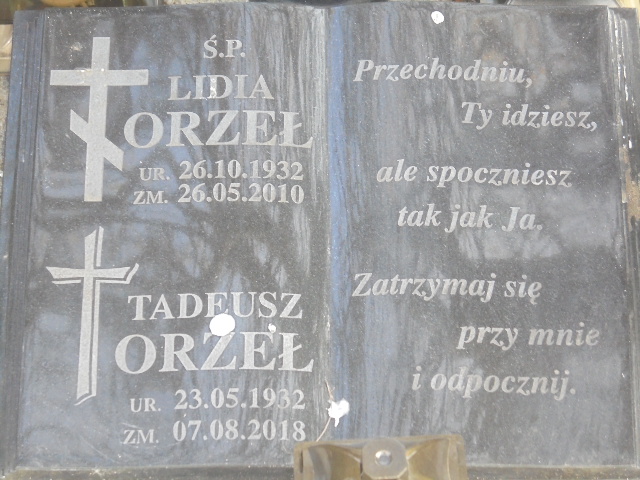 Ś.P.
LIDIA
ORZEŁ
UR. 26.10.1932
ZM. 26.05.2010
TADEUSZ
ORZEŁ
UR. 23.05.1932
ZM. 07.08.2018
Przechodniu,
Ty idziesz,
ale spoczniesz
tak jak Ja.
Zatrzymaj się
przy mnie
i odpocznij.